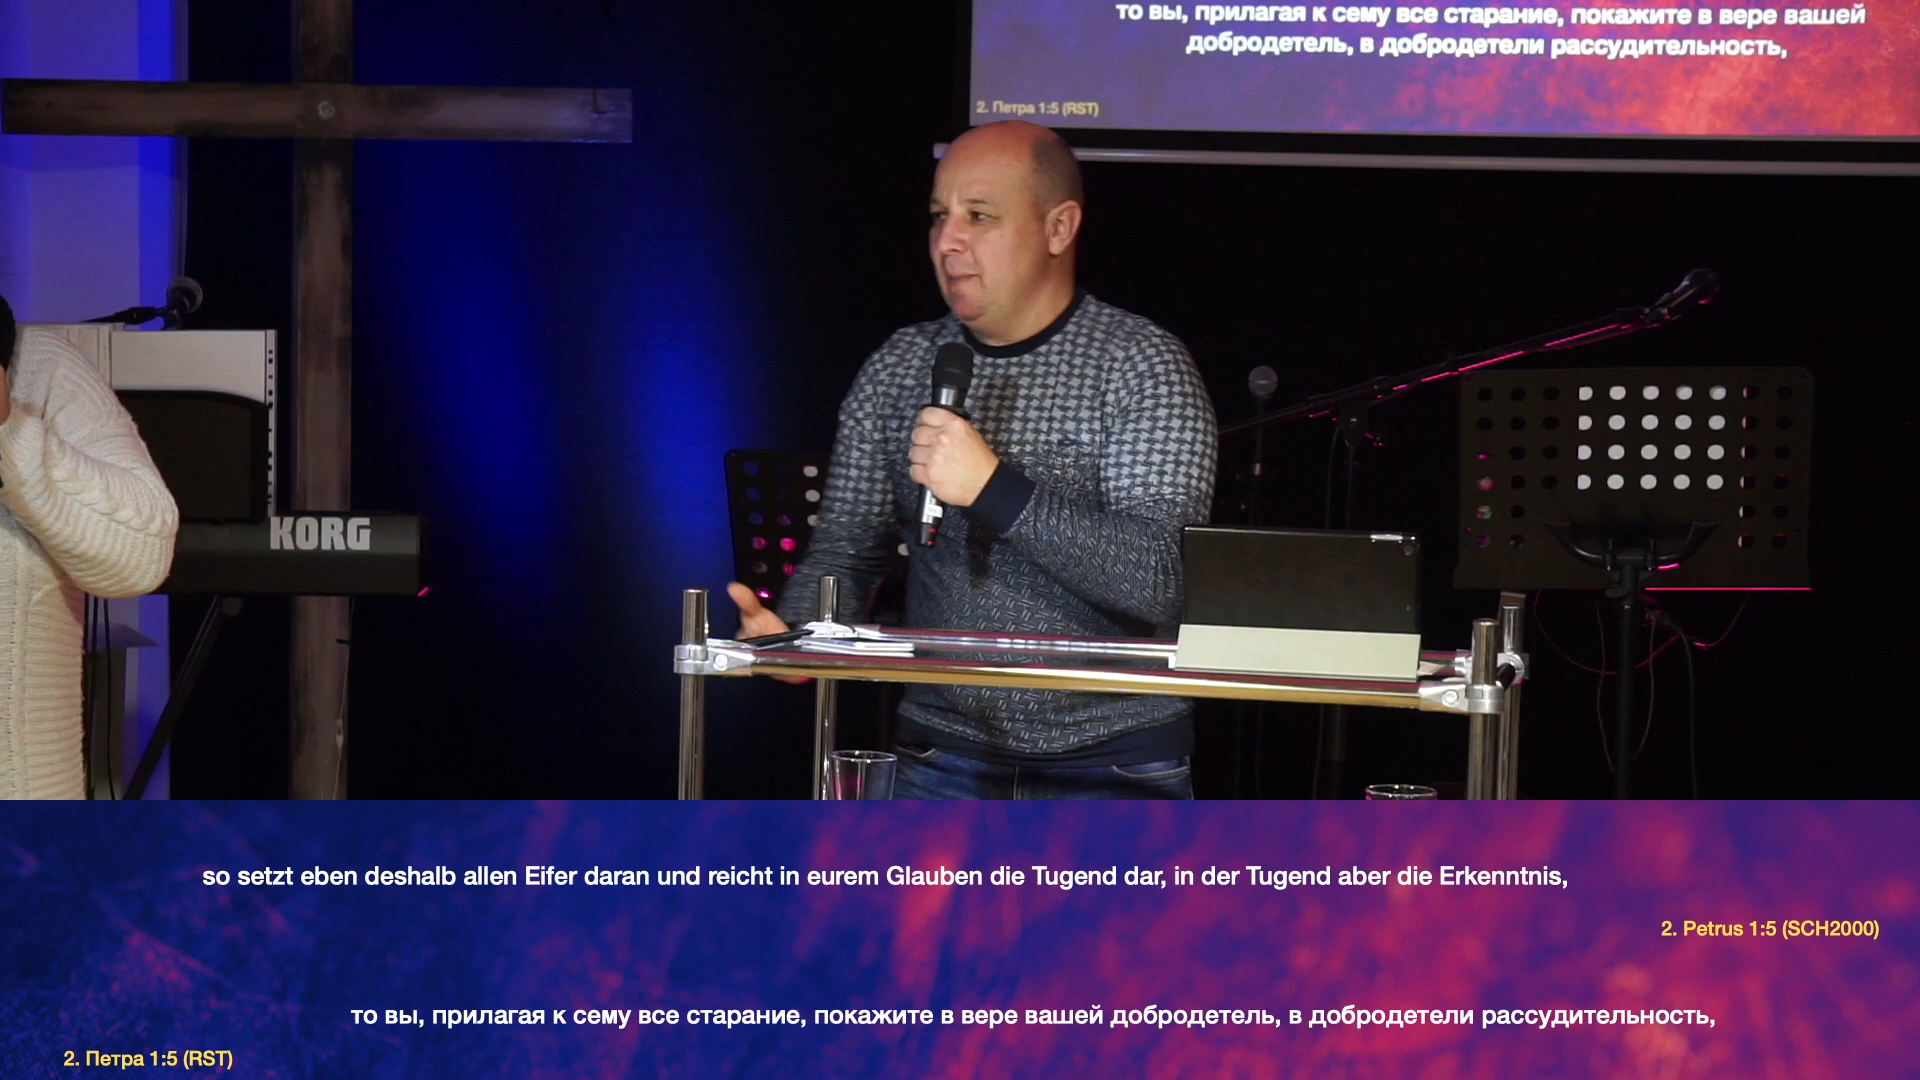 то вы, прилагая к сему все старание, покажите в вере вашей
добродетель, в добродетели рассудительность,
2. Петра 1:5 (RST)
KORG
so setzt eben deshalb allen Eifer daran und reicht in eurem Glauben die Tugend dar, in der Tugend aber die Erkenntnis,
2. Petrus 1:5 (SCH2000)
то вы, прилагая к сему все старание, покажите в вере вашей добродетель, в добродетели рассудительность,
2. Петра 1:5 (RST)